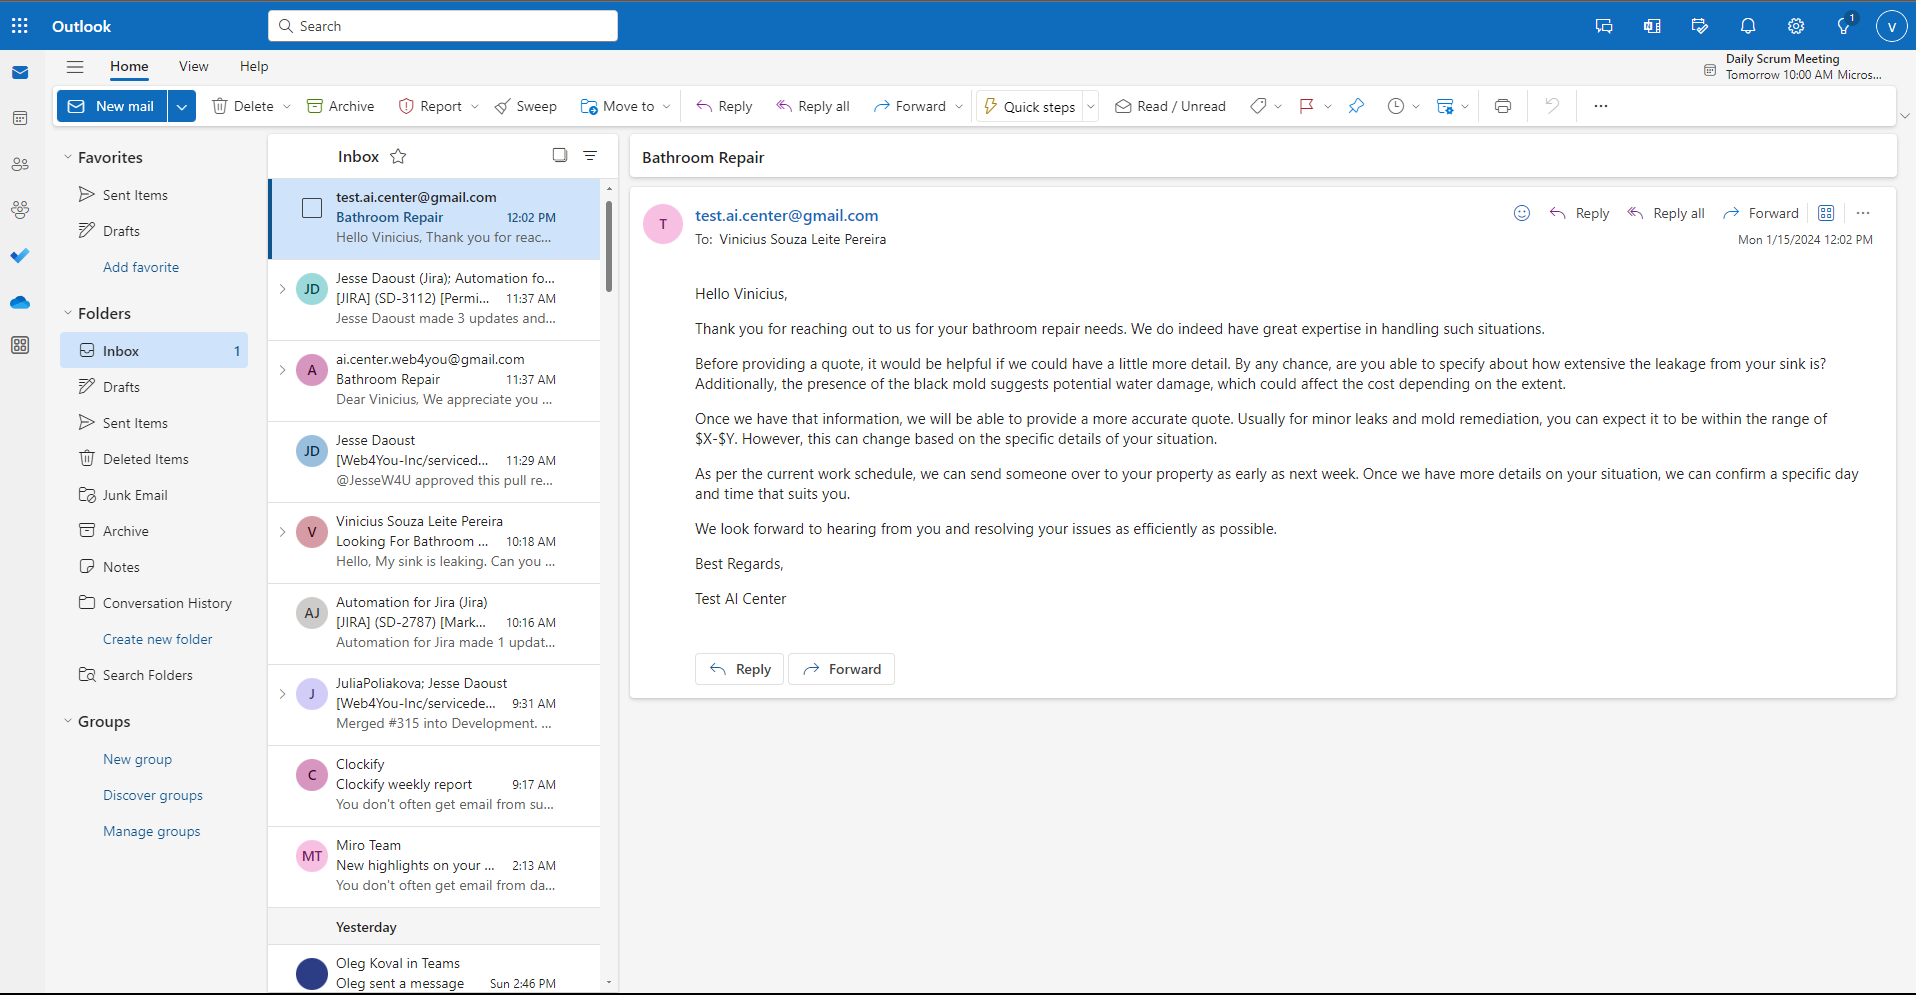 Outlook
Search
1
V
Home
View
Help
Daily Scrum Meeting
Tomorrow 10:00 AM Micros...
New mail
Delete
Archive
Report
Sweep
Move to
Reply
Reply all
Forward
Quick steps
Read / Unread
Favorites
Sent Items
Drafts
Add favorite
Folders
Inbox 1
Drafts
Sent Items
Deleted Items
Junk Email
Archive
Notes
Conversation History
Create new folder
Search Folders
Groups
New group
Discover groups
Manage groups
Inbox
test.ai.center@gmail.com
Bathroom Repair 12:02 PM
Hello Vinicius, Thank you for reac...
JD
Jesse Daoust (Jira); Automation fo...
[JIRA] (SD-3112) [Permi... 11:37 AM
Jesse Daoust made 3 updates and...
A
ai.center.web4you@gmail.com
Bathroom Repair 11:37 AM
Dear Vinicius, We appreciate you ...
JD
Jesse Daoust
[Web4You-Inc/serviced... 11:29 AM
@JesseW4U approved this pull re...
V
Vinicius Souza Leite Pereira
Looking For Bathroom ... 10:18 AM
Hello, My sink is leaking. Can you ...
AJ
Automation for Jira (Jira)
[JIRA] (SD-2787) [Mark... 10:16 AM
Automation for Jira made 1 updat...
J
JuliaPoliakova; Jesse Daoust
[Web4You-Inc/servicede... 9:31 AM
Merged #315 into Development. ...
C
Clockify
Clockify weekly report 9:17 AM
You don't often get email from su...
MT
Miro Team
New highlights on your ... 2:13 AM
You don't often get email from da...
Yesterday
Oleg Koval in Teams
Oleg sent a message Sun 2:46 PM
Bathroom Repair
T
test.ai.center@gmail.com
To: Vinicius Souza Leite Pereira
Reply
Reply all
Forward
Mon 1/15/2024 12:02 PM
Hello Vinicius,
Thank you for reaching out to us for your bathroom repair needs. We do indeed have great expertise in handling such situations.
Before providing a quote, it would be helpful if we could have a little more detail. By any chance, are you able to specify about how extensive the leakage from your sink is?
Additionally, the presence of the black mold suggests potential water damage, which could affect the cost depending on the extent.
Once we have that information, we will be able to provide a more accurate quote. Usually for minor leaks and mold remediation, you can expect it to be within the range of
$X-$Y. However, this can change based on the specific details of your situation.
As per the current work schedule, we can send someone over to your property as early as next week. Once we have more details on your situation, we can confirm a specific day
and time that suits you.
We look forward to hearing from you and resolving your issues as efficiently as possible.
Best Regards,
Test AI Center
Reply
Forward